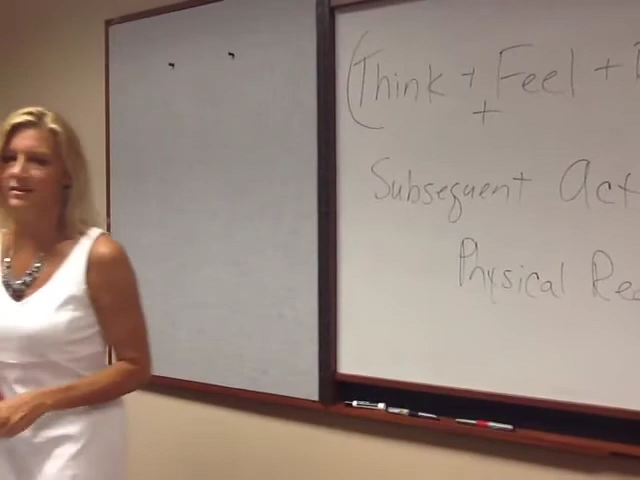 (Think + Feel +
+
Subsequent Act
Physical Rea